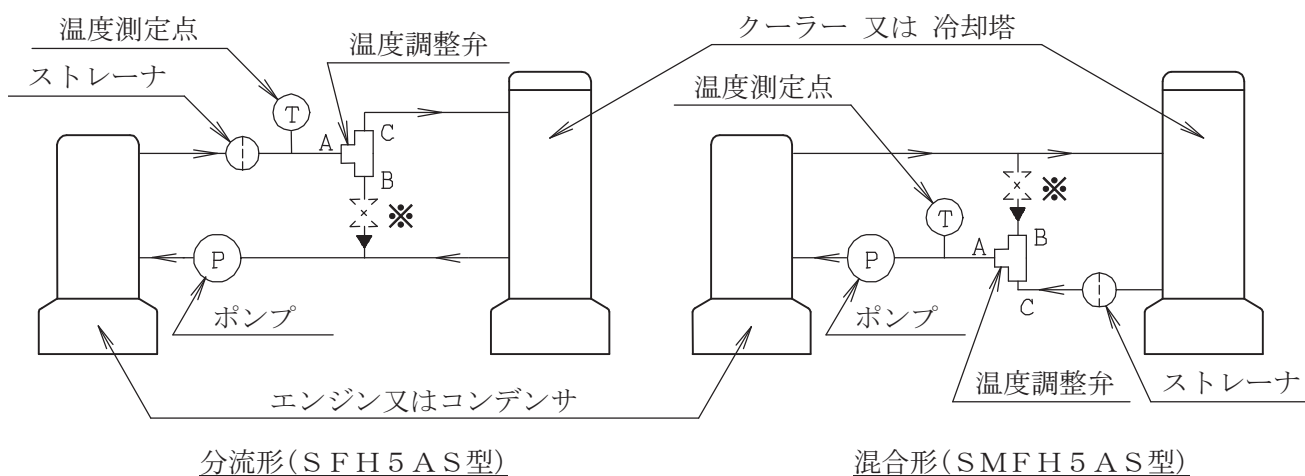 温度測定点
ストレーナ
温度調整弁
T
A
C
B
※
P
ポンプ
クーラー 又は 冷却塔
温度測定点
T
※
A
B
C
P
ポンプ
温度調整弁
ストレーナ
エンジン又はコンデンサ
分流形(SFH5AS型)
混合形(SMFH5AS型)